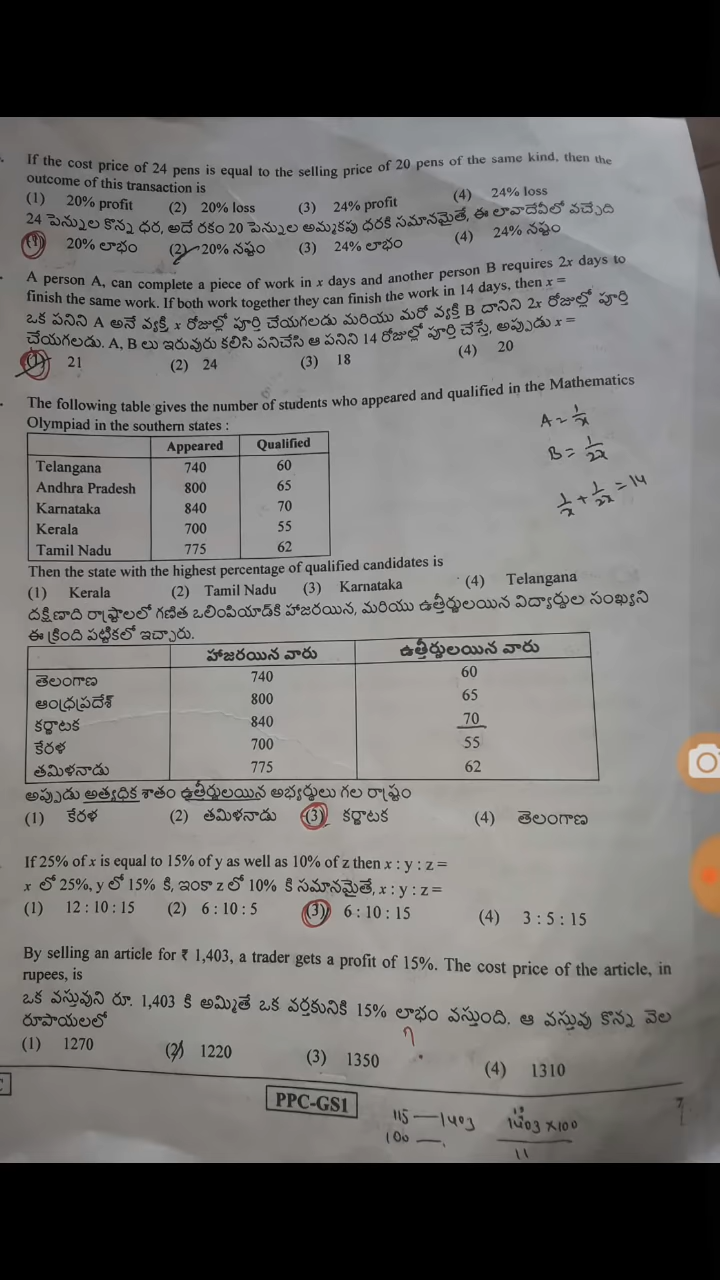 If the cost price of 24 pens is equal to the selling price of 20 pens of the same kind, then the
outcome of this transaction is
(1) 20% profit (2) 20% loss (3) 24% profit (4) 24% loss
24 పెన్నుల కొన్న ధర, అదే రకం 20 పెన్నుల అమ్మకపు ధరకి సమానమైతే, ఈ లావాదేవీలో వచ్చేది
(1) 20% లాభం (2) 20% నష్టం (3) 24% లాభం (4) 24% నష్టం
A person A, can complete a piece of work in x days and another person B requires 2x days to
finish the same work. If both work together they can finish the work in 14 days, then x =
ఒక పనిని A అనే వ్యక్తి x రోజుల్లో పూర్తి చేయగలడు మరియు మరో వ్యక్తి B దానిని 2x రోజుల్లో పూర్తి
చేయగలడు. A, B లు ఇరువురు కలిసి పనిచేసి ఆ పనిని 14 రోజుల్లో పూర్తి చేస్తే, అప్పుడు x =
(1) 21 (2) 24 (3) 18 (4) 20
The following table gives the number of students who appeared and qualified in the Mathematics
Olympiad in the southern states :
A = 1/x
B = 1/2x
1/x + 1/2x = 14
Appeared Qualified
Telangana 740 60
Andhra Pradesh 800 65
Karnataka 840 70
Kerala 700 55
Tamil Nadu 775 62
Then the state with the highest percentage of qualified candidates is
(1) Kerala (2) Tamil Nadu (3) Karnataka (4) Telangana
దక్షిణాది రాష్ట్రాలలో గణిత ఒలింపియాడ్‌కి హాజరయిన, మరియు ఉత్తీర్ణులయిన విద్యార్థుల సంఖ్యని
ఈ క్రింది పట్టికలో ఇచ్చారు.
హాజరయిన వారు ఉత్తీర్ణులయిన వారు
తెలంగాణ 740 60
ఆంధ్రప్రదేశ్ 800 65
కర్ణాటక 840 70
కేరళ 700 55
తమిళనాడు 775 62
అప్పుడు అత్యధిక శాతం ఉత్తీర్ణులయిన అభ్యర్థులు గల రాష్ట్రం
(1) కేరళ (2) తమిళనాడు (3) కర్ణాటక (4) తెలంగాణ
If 25% of x is equal to 15% of y as well as 10% of z then x : y : z =
x లో 25%, y లో 15% కి, ఇంకా z లో 10% కి సమానమైతే, x : y : z =
(1) 12 : 10 : 15 (2) 6 : 10 : 5 (3) 6 : 10 : 15 (4) 3 : 5 : 15
By selling an article for ₹ 1,403, a trader gets a profit of 15%. The cost price of the article, in
rupees, is
ఒక వస్తువుని రూ. 1,403 కి అమ్మితే ఒక వర్తకునికి 15% లాభం వస్తుంది. ఆ వస్తువు కొన్న వెల
రూపాయలలో
(1) 1270 (2) 1220 (3) 1350 (4) 1310
C
PPC-GS1
7
115 — 1403
100 —
1403 × 100
11